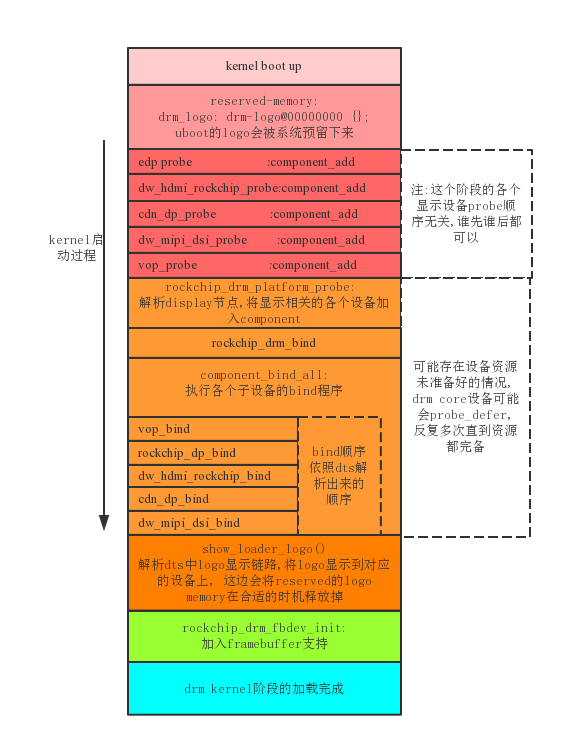 kernel boot up
reserved-memory:
drm_logo: drm-logo@00000000 {};
uboot的logo会被系统预留下来
kernel启
动过程
edp probe :component_add
dw_hdmi_rockchip_probe:component_add
cdn_dp_probe :component_add
dw_mipi_dsi_probe :component_add
vop_probe :component_add
注:这个阶段的各个
显示设备probe顺
序无关,谁先谁后都
可以
rockchip_drm_platform_probe:
解析display节点,将显示相关的各个设备加
入component
rockchip_drm_bind
component_bind_all:
执行各个子设备的bind程序
vop_bind
rockchip_dp_bind
dw_hdmi_rockchip_bind
cdn_dp_bind
dw_mipi_dsi_bind
bind顺序
依照dts解
析出来的
顺序
可能存在设备资源
未准备好的情况,
drm core设备可能
会probe_defer,
反复多次直到资源
都完备
show_loader_logo()
解析dts中logo显示链路,将logo显示到对应
的设备上, 这边会将reserved的logo
memory在合适的时机释放掉
rockchip_drm_fbdev_init:
加入framebuffer支持
drm kernel阶段的加载完成